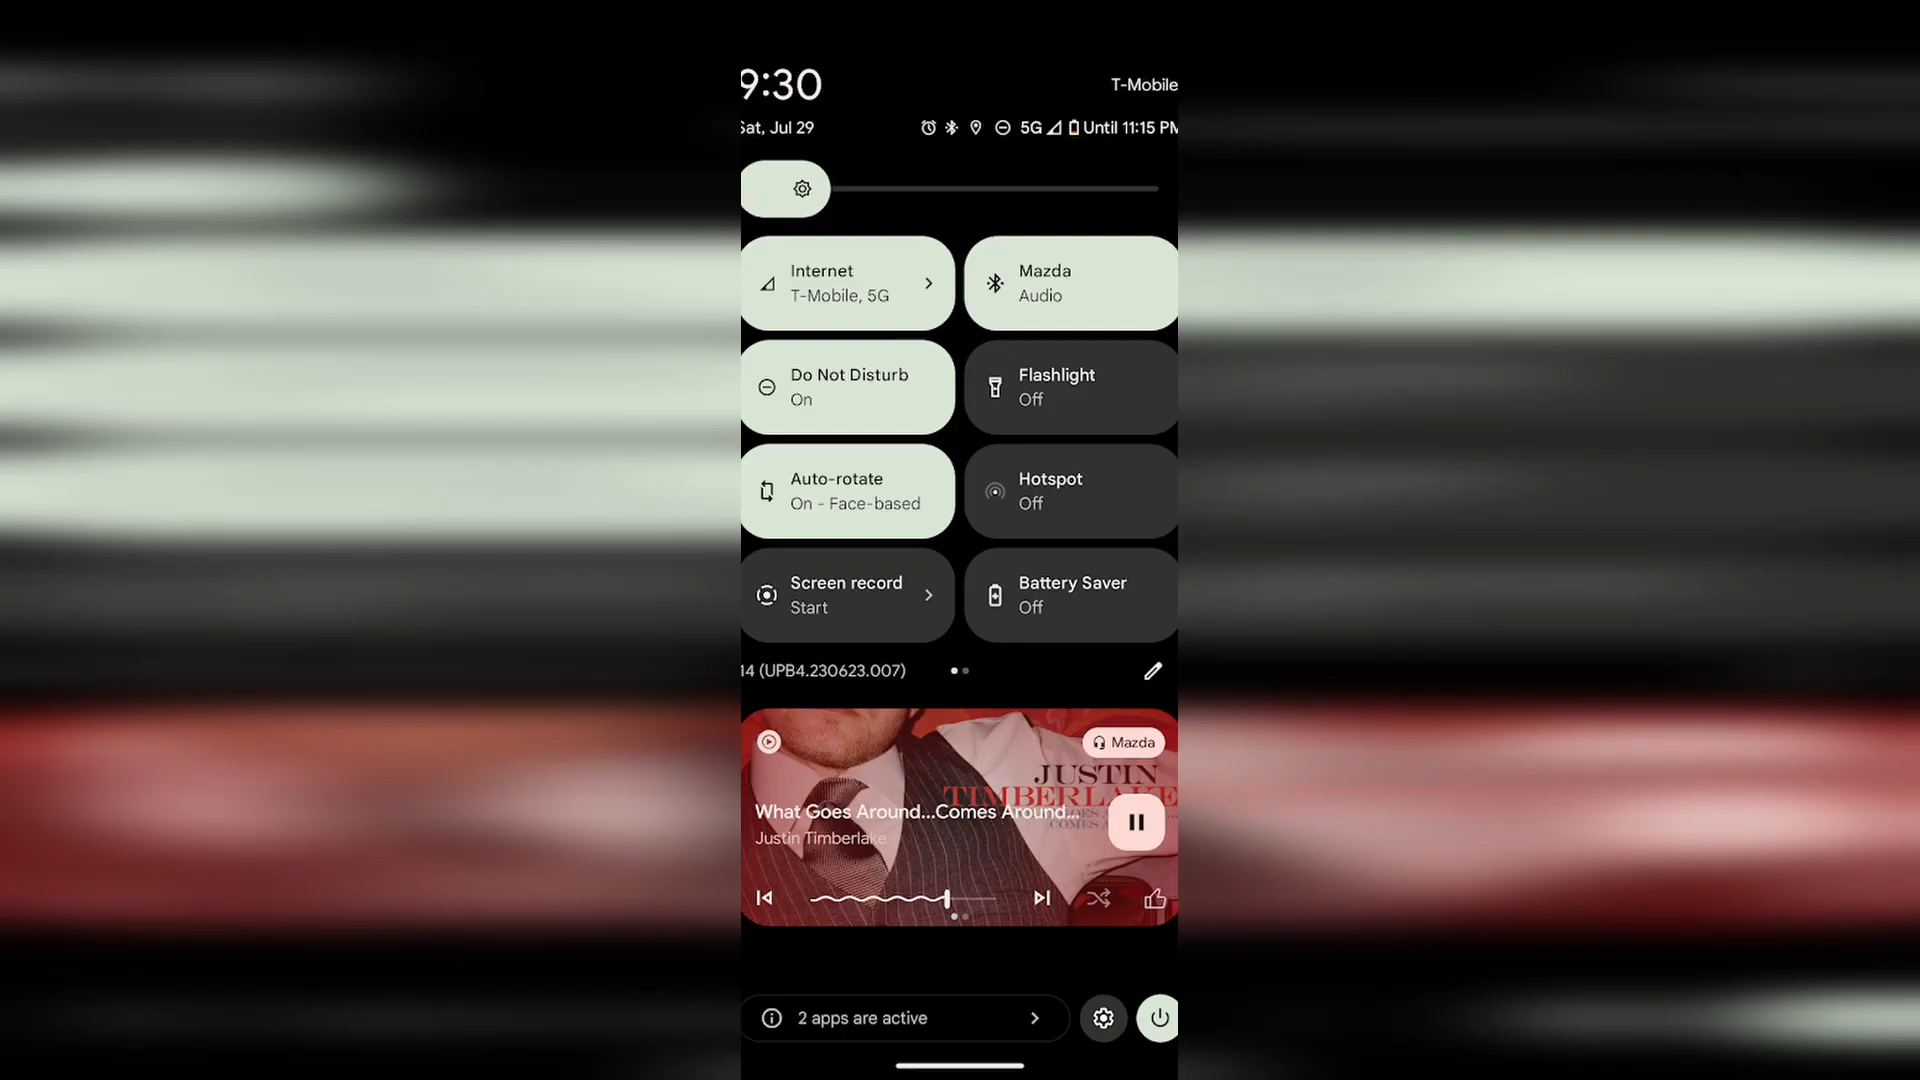 9:30
T-Mobile
Sat, Jul 29
5G Until 11:15 PM
Internet
T-Mobile, 5G
Mazda
Audio
Do Not Disturb
On
Flashlight
Off
Auto-rotate
On - Face-based
Hotspot
Off
Screen record
Start
Battery Saver
Off
14 (UPB4.230623.007)
Mazda
JUSTIN
TIMBERLAKE
What Goes Around...Comes Around...
Justin Timberlake
2 apps are active